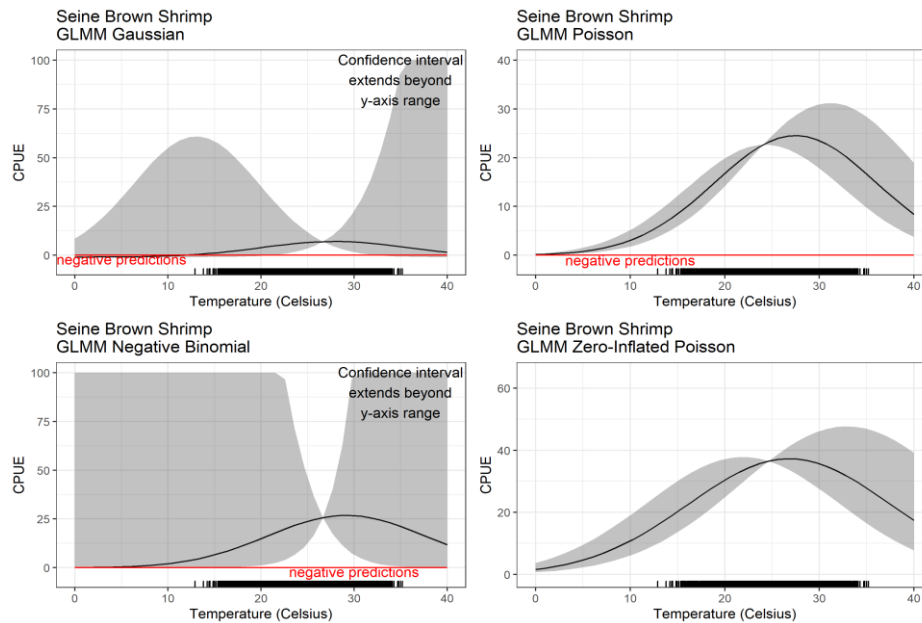 Seine Brown Shrimp
GLMM Gaussian
100
75
50
25
0
CPUE
Confidence interval
extends beyond
y-axis range
negative predictions
0
10
20
30
40
Temperature (Celsius)
Seine Brown Shrimp
GLMM Poisson
40
30
20
10
0
CPUE
negative predictions
0
10
20
30
40
Temperature (Celsius)
Seine Brown Shrimp
GLMM Negative Binomial
100
75
50
25
0
CPUE
Confidence interval
extends beyond
y-axis range
negative predictions
0
10
20
30
40
Temperature (Celsius)
Seine Brown Shrimp
GLMM Zero-Inflated Poisson
60
40
20
0
CPUE
0
10
20
30
40
Temperature (Celsius)